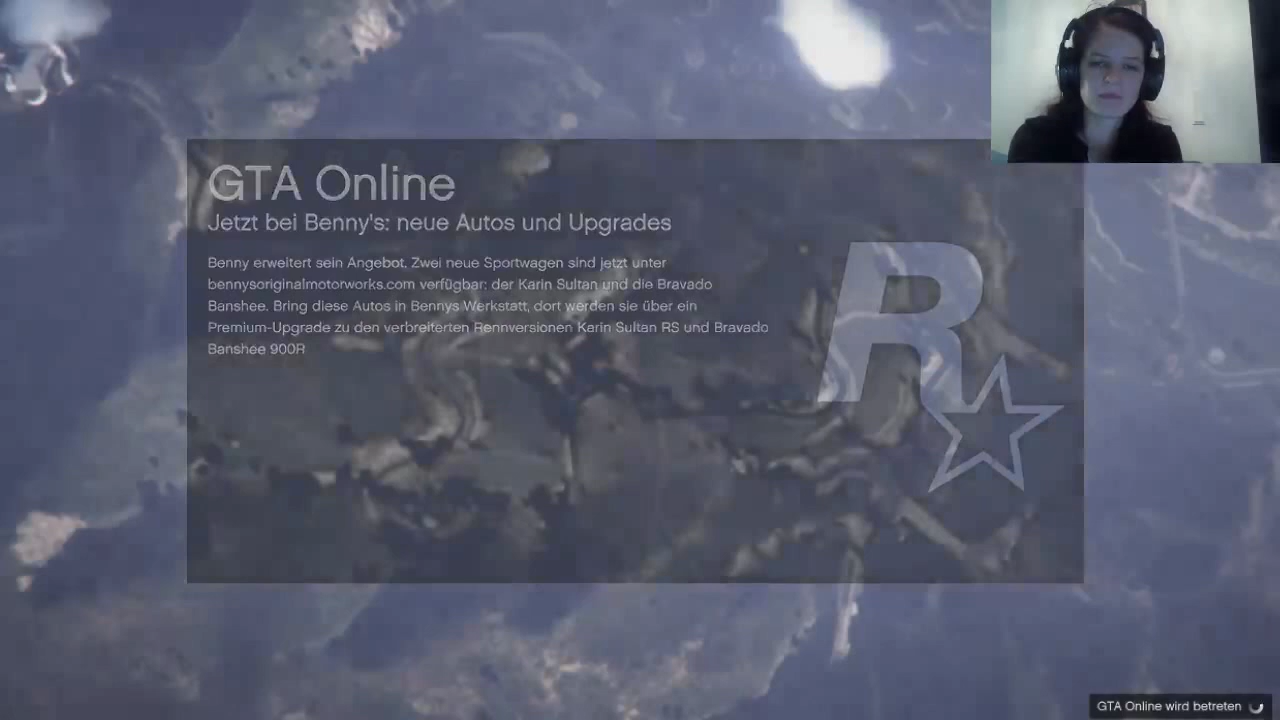 GTA Online
Jetzt bei Benny's: neue Autos und Upgrades
Benny erweitert sein Angebot. Zwei neue Sportwagen sind jetzt unter
bennysoriginalmotorworks.com verfügbar: der Karin Sultan und die Bravado
Banshee. Bring diese Autos in Bennys Werkstatt, dort werden sie über ein
Premium-Upgrade zu den verbreiterten Rennversionen Karin Sultan RS und Bravado
Banshee 900R
R
GTA Online wird betreten